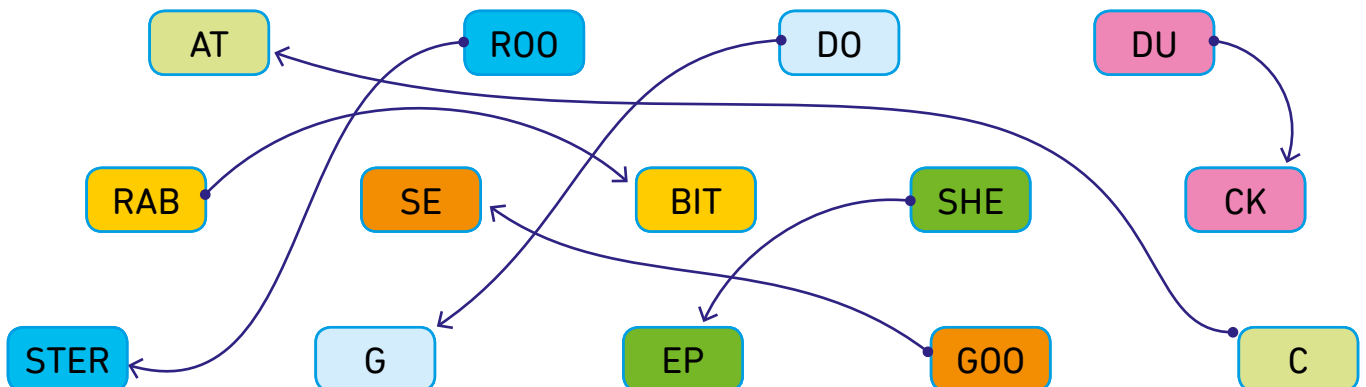 AT ROO DO DU
RAB SE BIT SHE CK
STER G EP GOO C